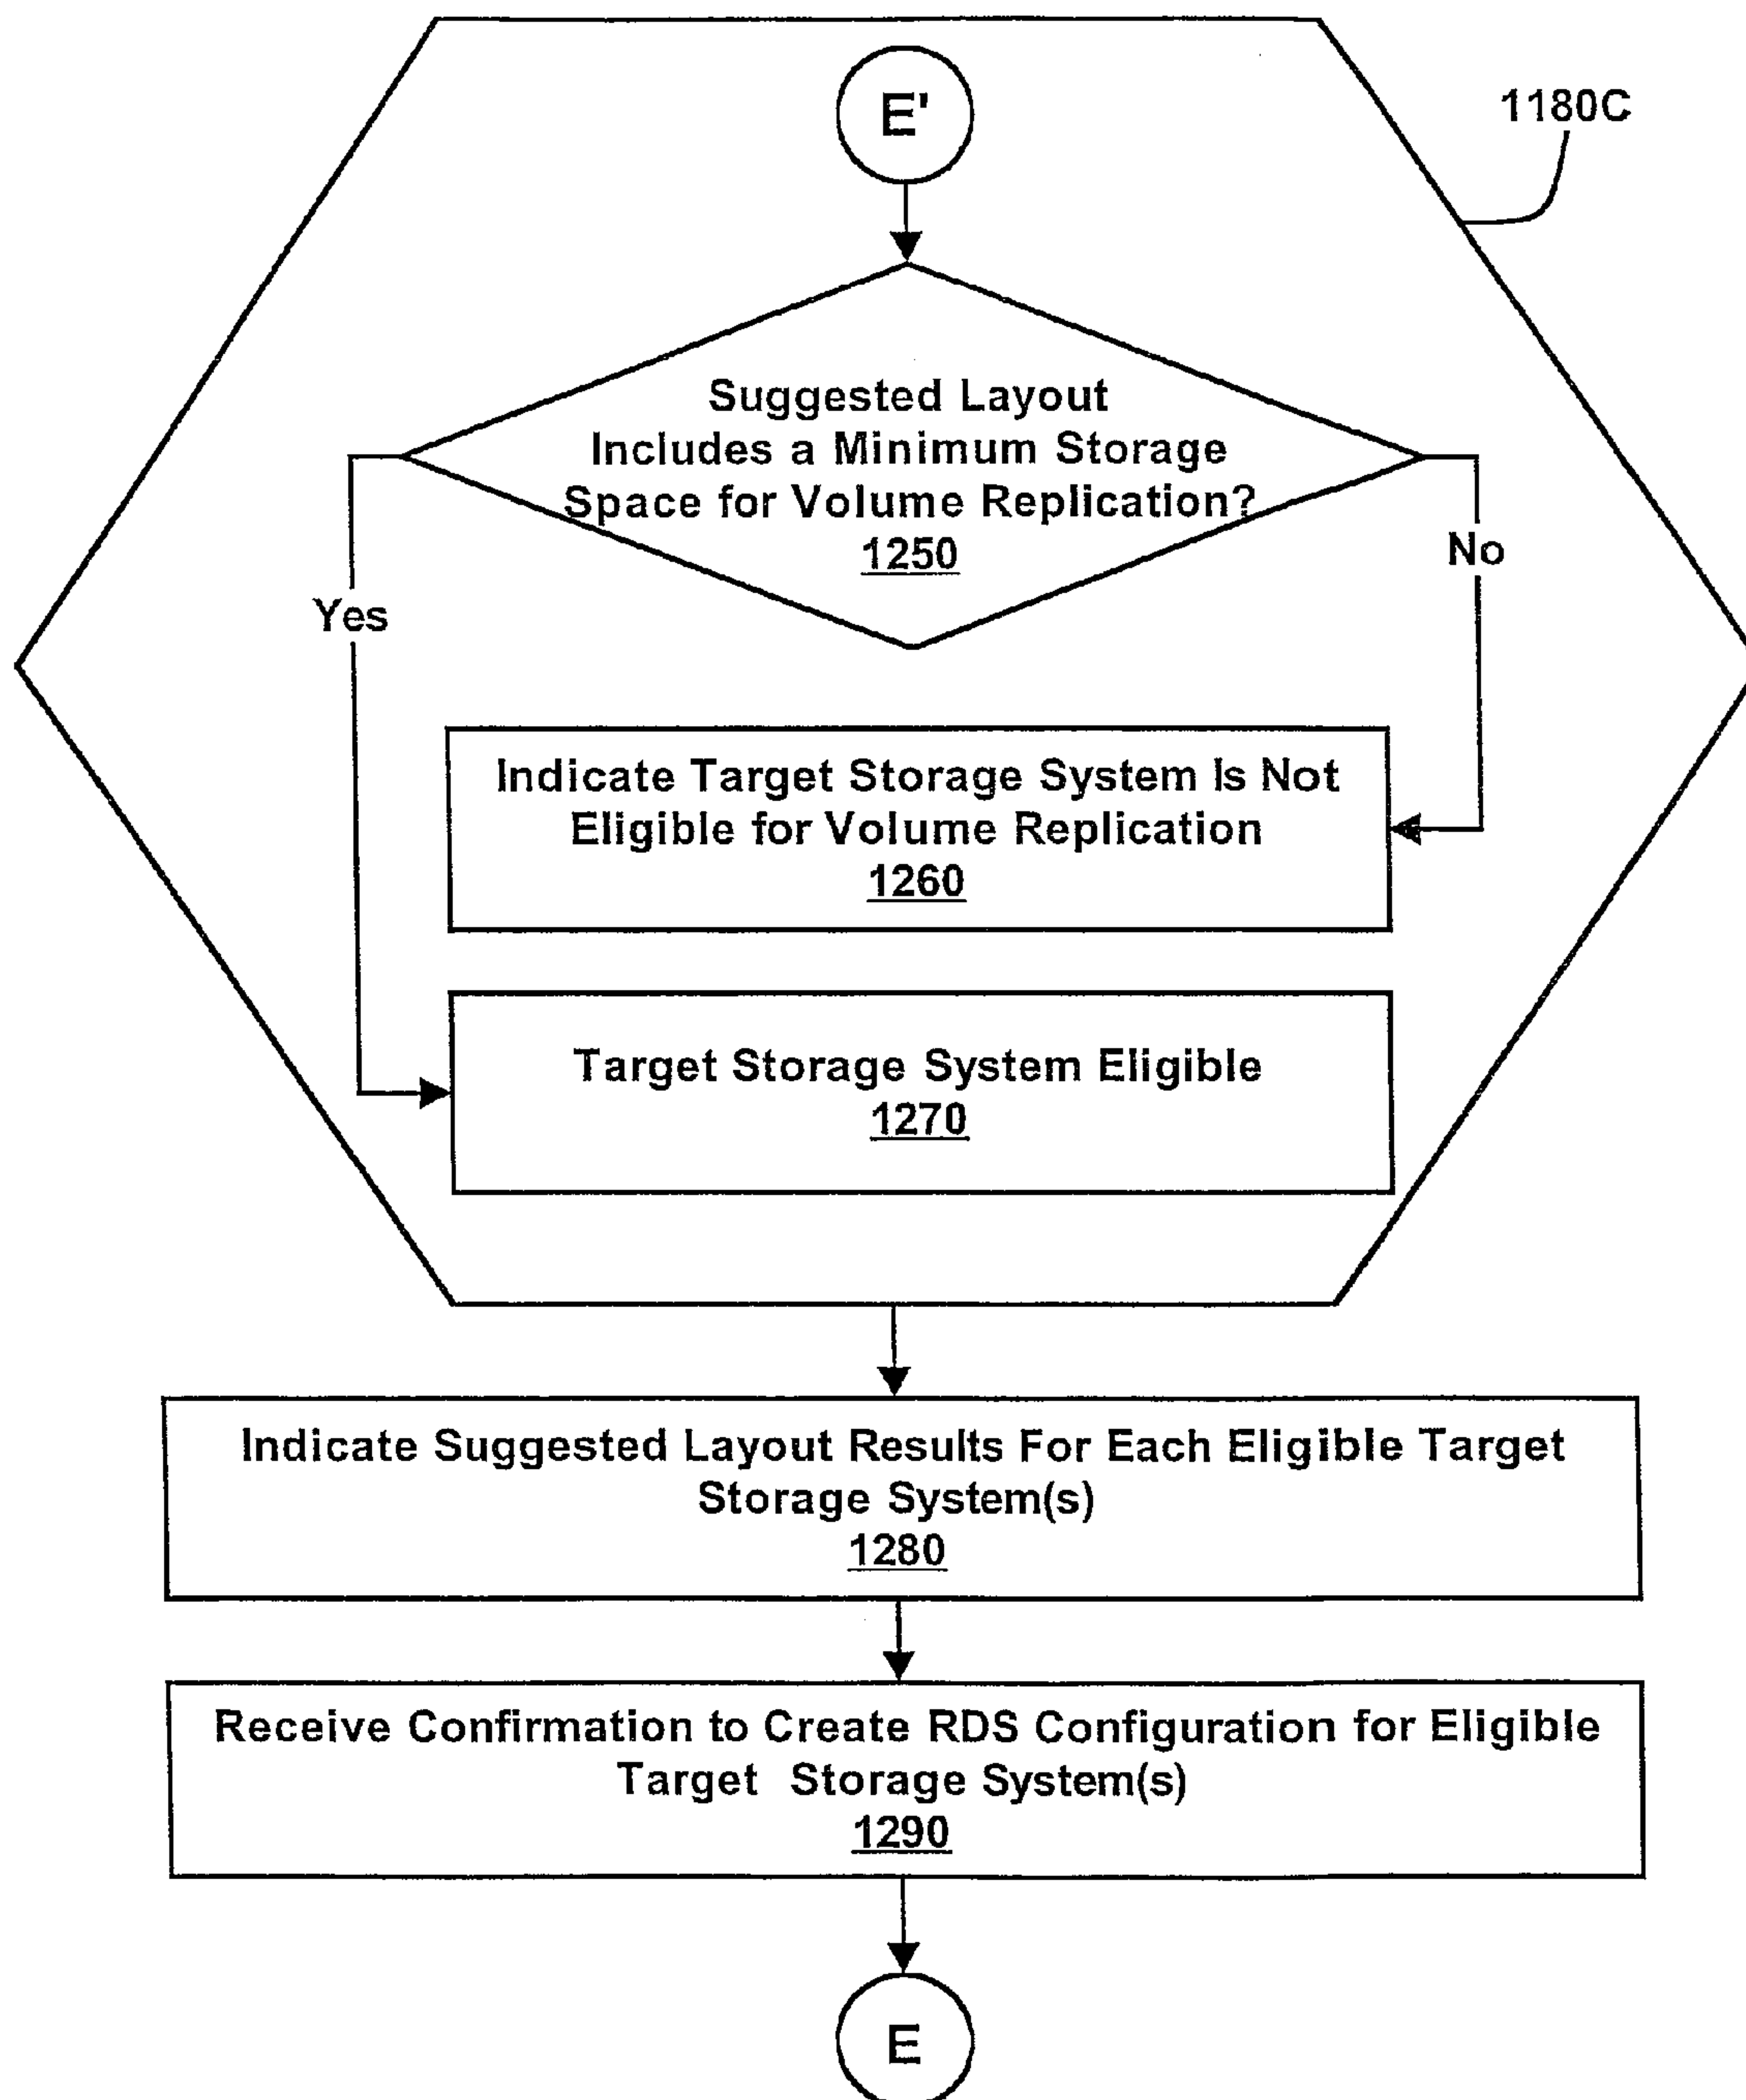 E'
1180C
Suggested Layout
Includes a Minimum Storage
Space for Volume Replication?
1250
No
Yes
Indicate Target Storage System Is Not
Eligible for Volume Replication
1260
Target Storage System Eligible
1270
Indicate Suggested Layout Results For Each Eligible Target
Storage System(s)
1280
Receive Confirmation to Create RDS Configuration for Eligible
Target Storage System(s)
1290
E